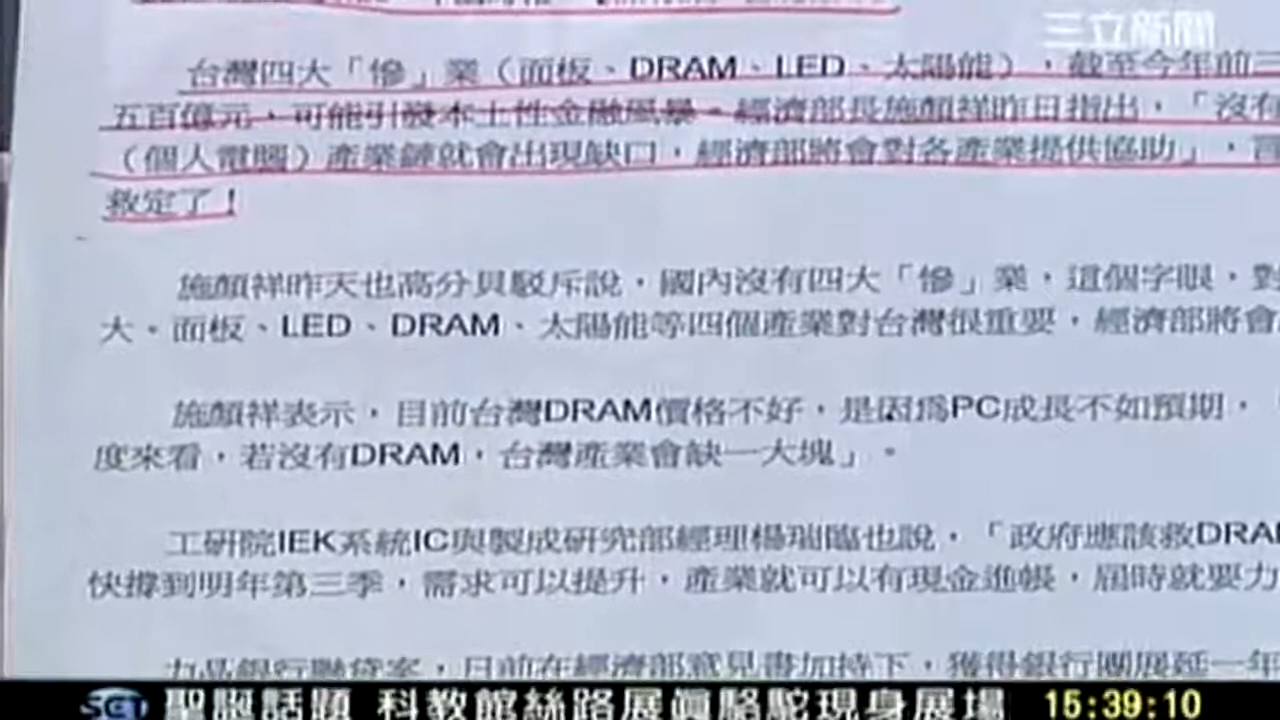 三立新聞
台灣四大「慘」業（面板、DRAM、LED、太陽能），截至今年前三
五百億元，可能引發本土性金融風暴。經濟部長施顏祥昨日指出，「沒有
（個人電腦）產業鏈就會出現缺口，經濟部將會對各產業提供協助」，言
救定了！
施顏祥昨天也高分貝駁斥說，國內沒有四大「慘」業，這個字眼，對
大。面板、LED、DRAM、太陽能等四個產業對台灣很重要，經濟部將會
施顏祥表示，目前台灣DRAM價格不好，是因為PC成長不如預期，「
度來看，若沒有DRAM，台灣產業會缺一大塊」。
工研院IEK系統IC與製成研究部經理楊瑞臨也說，「政府應該救DRAM
快撐到明年第三季，需求可以提升，產業就可以有現金進帳，屆時就要力
力晶銀行聯貸案，日前在經濟部意見書加持下，獲得銀行團展延一年
SET 聖誕話題 科教館絲路展真駱駝現身展場 15:39:10